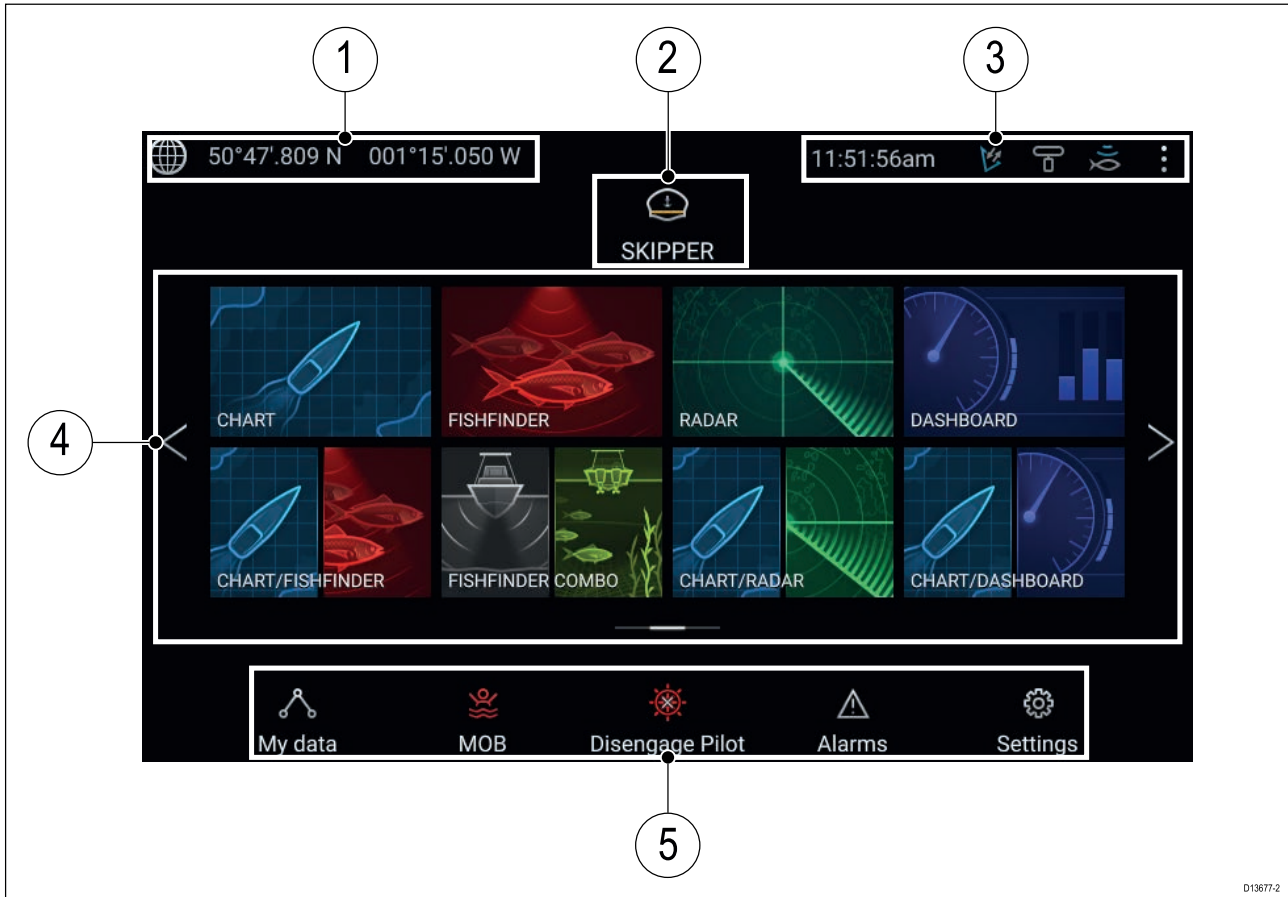 1
2
3
50°47'.809 N 001°15'.050 W
11:51:56am
SKIPPER
4
CHART
FISHFINDER
RADAR
DASHBOARD
CHART/FISHFINDER
FISHFINDER COMBO
CHART/RADAR
CHART/DASHBOARD
My data
MOB
Disengage Pilot
Alarms
Settings
5
D13677-2